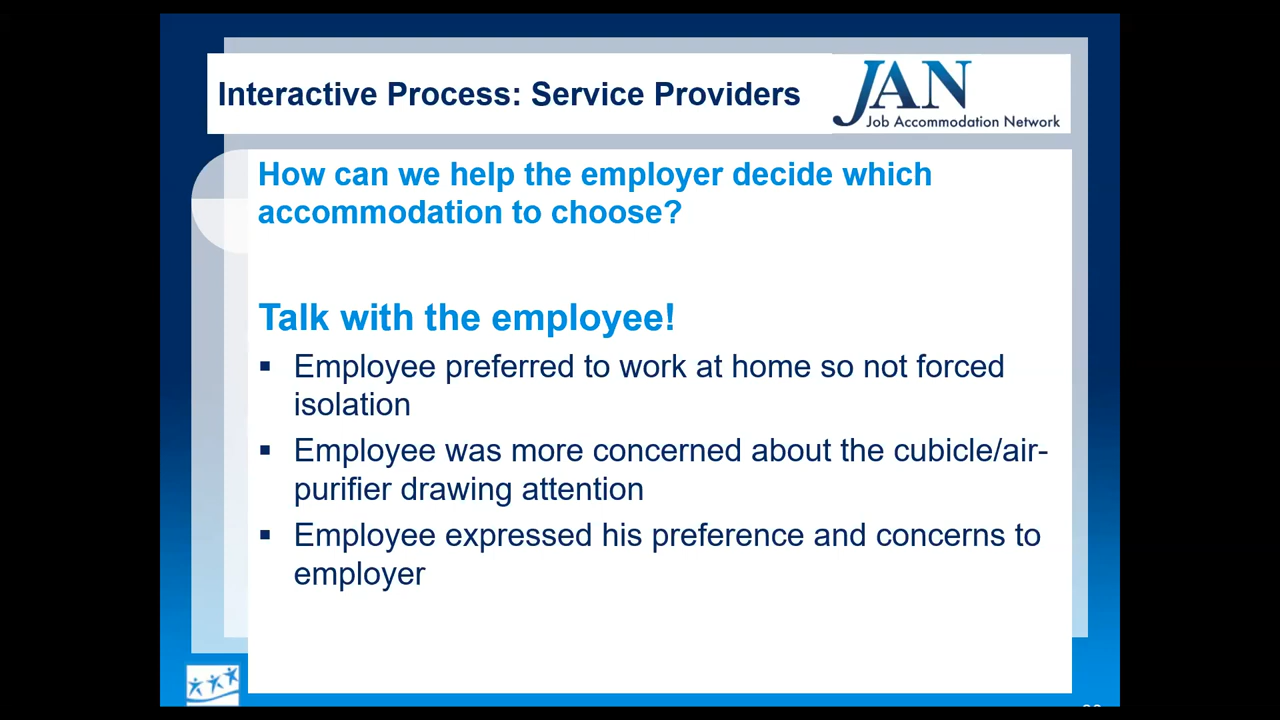 Interactive Process: Service Providers
JAN
Job Accommodation Network
How can we help the employer decide which
accommodation to choose?
Talk with the employee!
▪ Employee preferred to work at home so not forced
isolation
▪ Employee was more concerned about the cubicle/air-
purifier drawing attention
▪ Employee expressed his preference and concerns to
employer